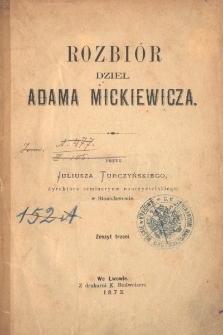 ROZBIÓR
DZIEŁ
ADAMA MICKIEWICZA.
PRZEZ
JULIUSZA TURCZYŃSKIEGO,
dyrektora seminaryum nauczycielskiego
w Stanisławowie.
152 A
Zeszyt trzeci.
We Lwowie.
Z drukarni K. Budweisera
1872